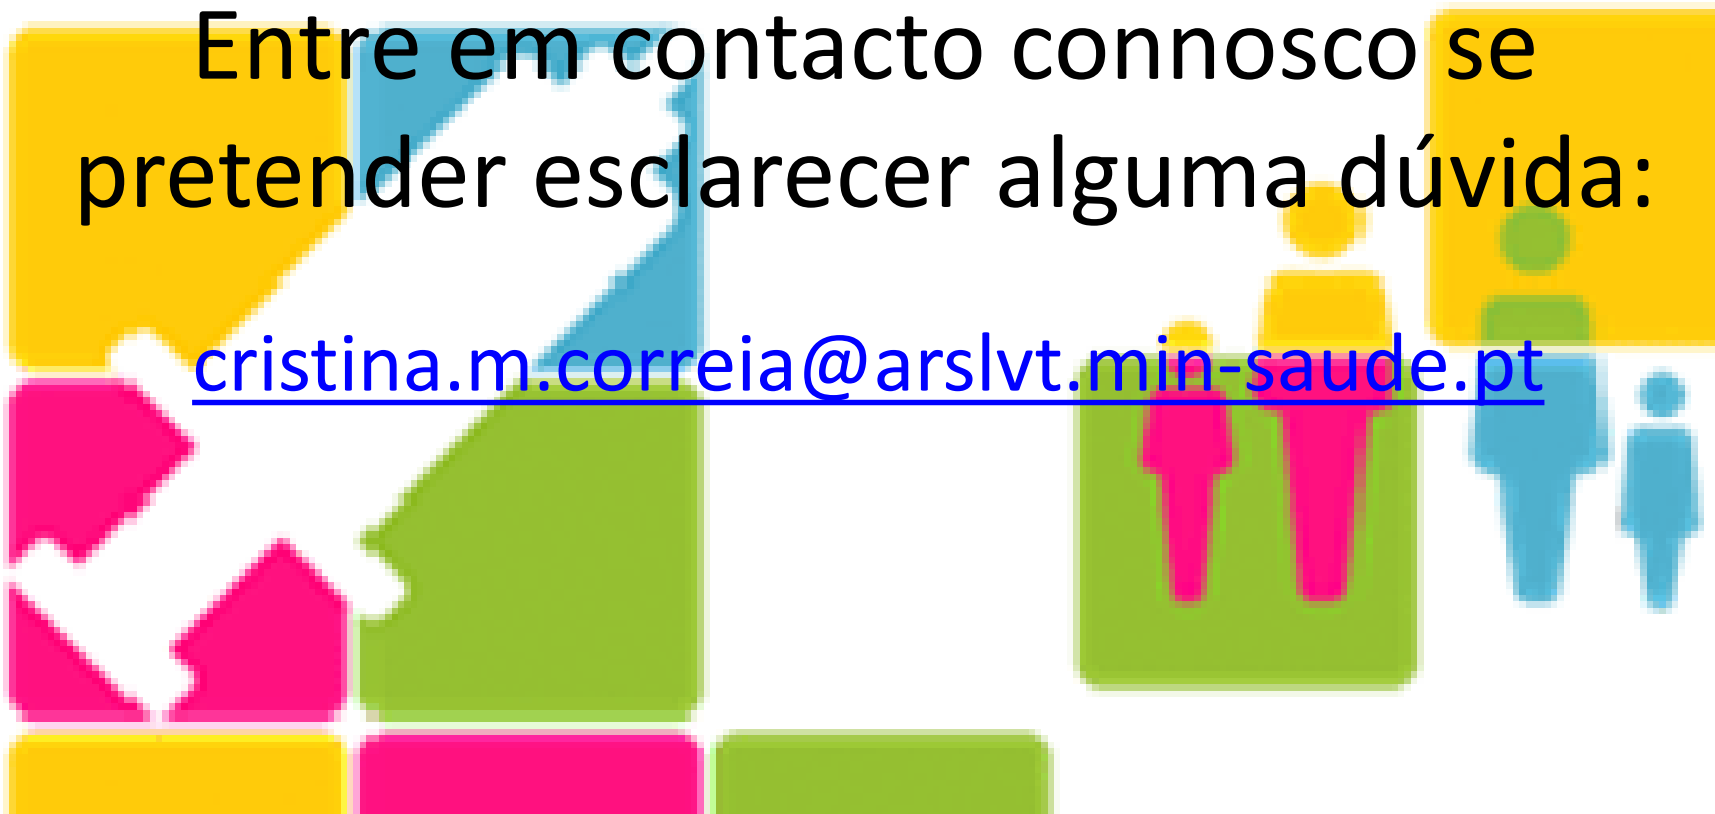 Entre em contacto connosco se
pretender esclarecer alguma dúvida:
cristina.m.correia@arslvt.min-saude.pt